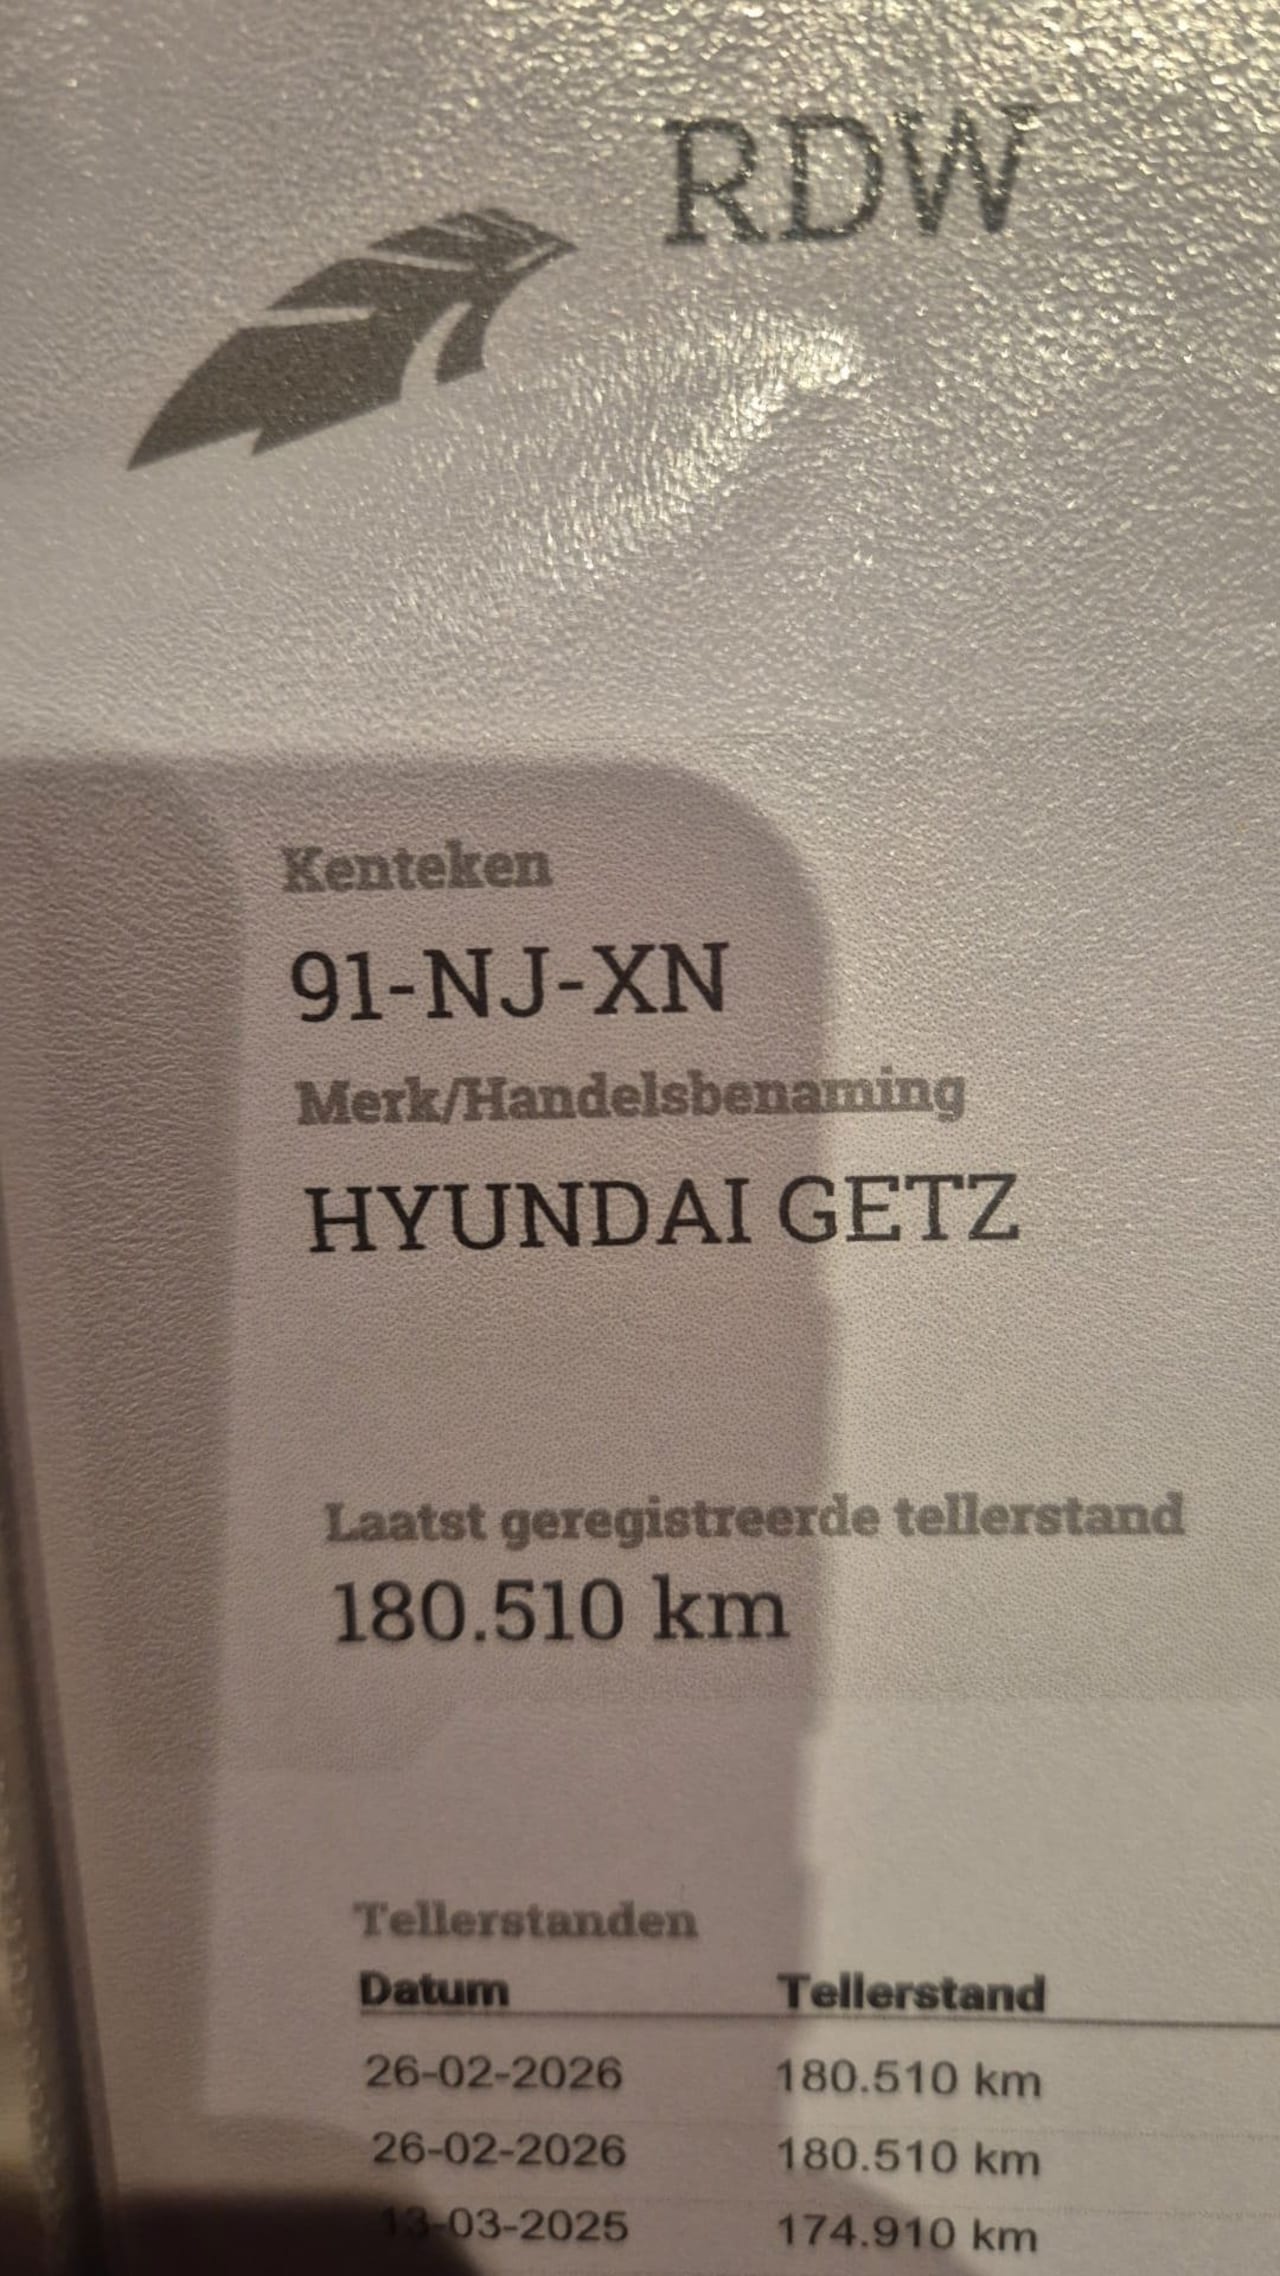 RDW
Kenteken
91-NJ-XN
Merk/Handelsbenaming
HYUNDAI GETZ
Laatst geregistreerde tellerstand
180.510 km
Tellerstanden
Datum Tellerstand
26-02-2026 180.510 km
26-02-2026 180.510 km
13-03-2025 174.910 km